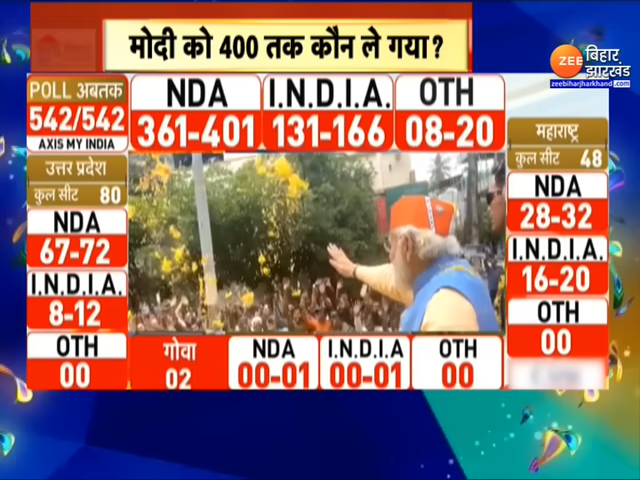 मोदी को 400 तक कौन ले गया?
ZEE
बिहार
झारखंड
zeebiharjharkhand.com
POLL अबतक
542/542
AXIS MY INDIA
NDA
361-401
I.N.D.I.A.
131-166
OTH
08-20
उत्तर प्रदेश
कुल सीट 80
NDA
67-72
I.N.D.I.A.
8-12
OTH
00
महाराष्ट्र
कुल सीट 48
NDA
28-32
I.N.D.I.A.
16-20
OTH
00
गोवा
02
NDA
00-01
I.N.D.I.A
00-01
OTH
00